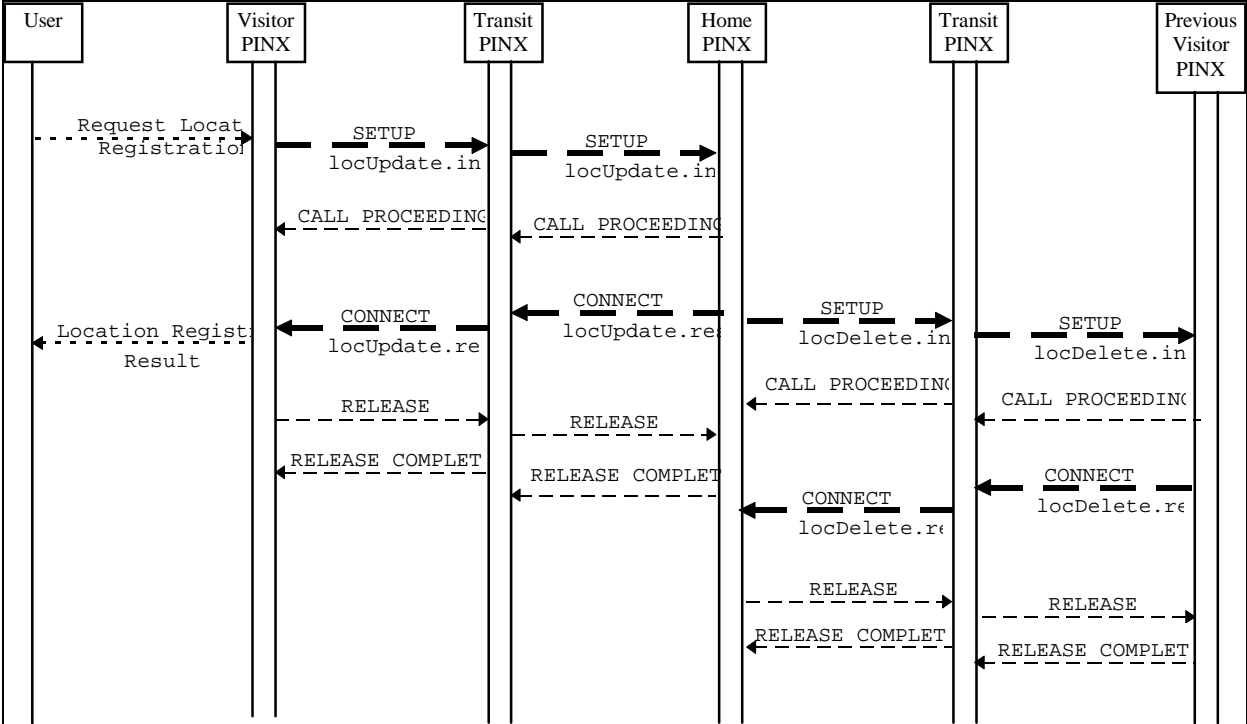 User
Visitor
PINX
Transit
PINX
Home
PINX
Transit
PINX
Previous
Visitor
PINX
Request Locat
Registration
SETUP
locUpdate.in
SETUP
locUpdate.in
CALL PROCEEDING
CALL PROCEEDING
CONNECT
locUpdate.res
SETUP
locDelete.in
Location Regist
Result
CONNECT
locUpdate.re
SETUP
locDelete.in
CALL PROCEEDING
CALL PROCEEDING
RELEASE
RELEASE
RELEASE COMPLET
RELEASE COMPLET
CONNECT
locDelete.re
CONNECT
locDelete.re
RELEASE
RELEASE
RELEASE COMPLET
RELEASE COMPLET